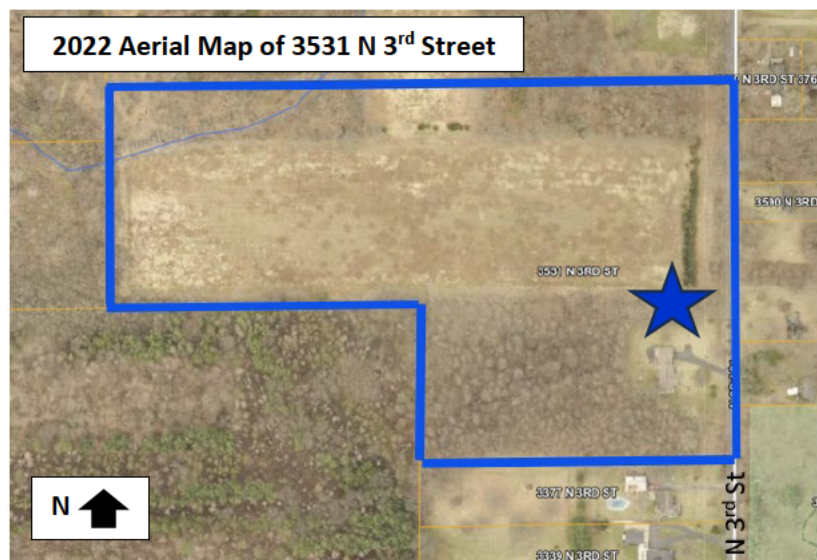 2022 Aerial Map of 3531 N 3rd Street
N 3RD ST 376
3590 N 3RD
3531 N 3RD ST
3377 N 3RD ST
3339 N 3RD ST
N 3rd St
N